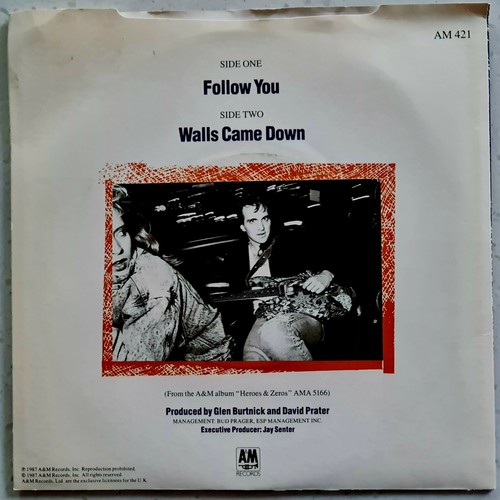 AM 421
SIDE ONE
Follow You
SIDE TWO
Walls Came Down
(From the A&M album "Heroes & Zeros" AMA 5166)
Produced by Glen Burtnick and David Prater
MANAGEMENT: BUD PRAGER, ESP MANAGEMENT INC.
Executive Producer: Jay Senter
℗ 1987 A&M Records, Inc. Reproduction prohibited.
© 1987 A&M Records, Inc. All rights reserved.
A&M Records, Ltd. are the exclusive licensees for the U.K.
A&M
RECORDS